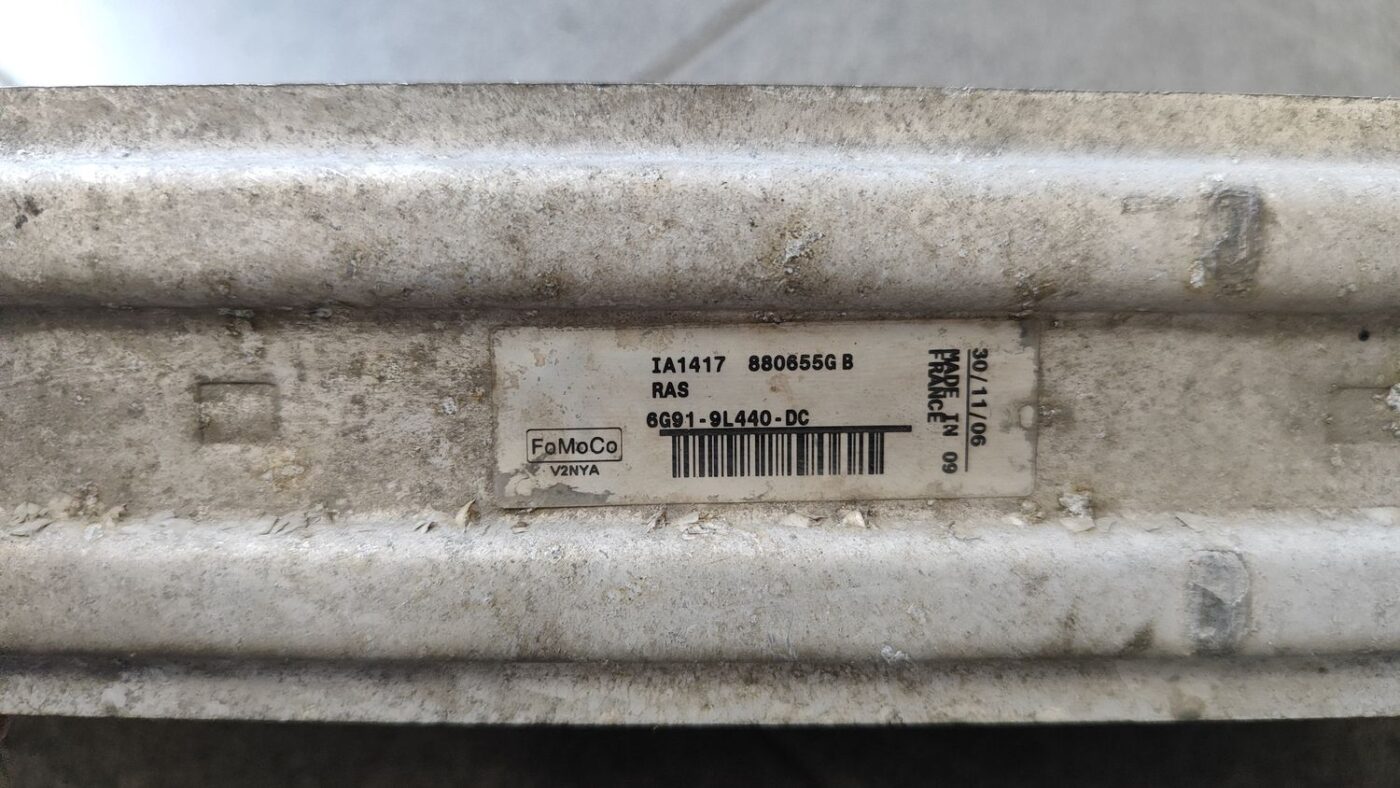 IA1417 880655G B
RAS
6G91-9L440-DC
FoMoCo
V2NYA
30/11/06
MADE IN 09
FRANCE